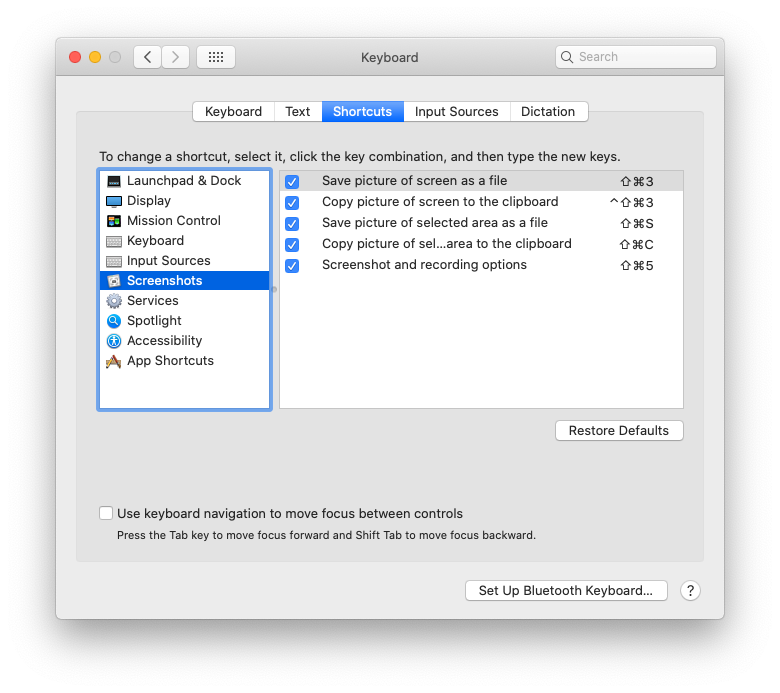 Keyboard
Search
Keyboard Text Shortcuts Input Sources Dictation
To change a shortcut, select it, click the key combination, and then type the new keys.
Launchpad & Dock
Display
Mission Control
Keyboard
Input Sources
Screenshots
Services
Spotlight
Accessibility
App Shortcuts
Save picture of screen as a file ⇧⌘3
Copy picture of screen to the clipboard ^⇧⌘3
Save picture of selected area as a file ⇧⌘S
Copy picture of sel...area to the clipboard ⇧⌘C
Screenshot and recording options ⇧⌘5
Restore Defaults
Use keyboard navigation to move focus between controls
Press the Tab key to move focus forward and Shift Tab to move focus backward.
Set Up Bluetooth Keyboard... ?